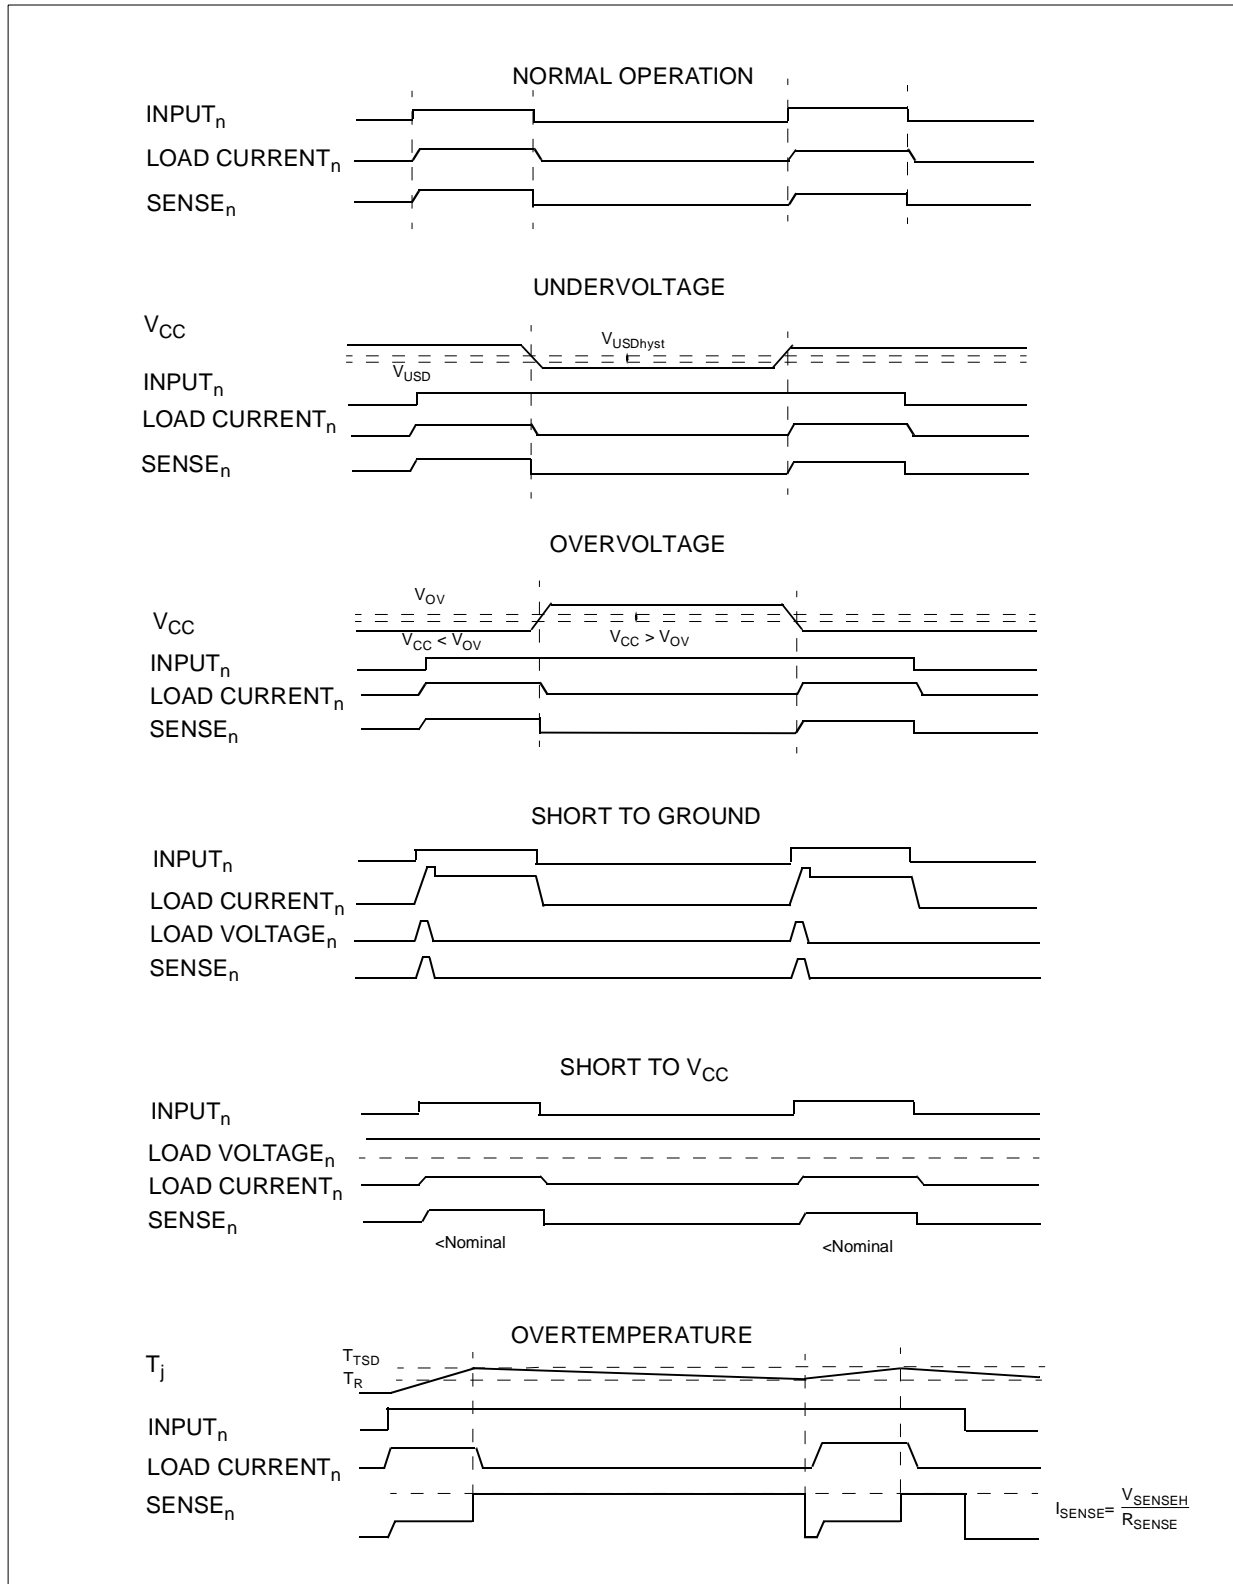 NORMAL OPERATION
INPUTn
LOAD CURRENTn
SENSEn
UNDERVOLTAGE
VCC
VUSDhyst
VUSD
INPUTn
LOAD CURRENTn
SENSEn
OVERVOLTAGE
VOV
VCC
VCC < VOV
VCC > VOV
INPUTn
LOAD CURRENTn
SENSEn
SHORT TO GROUND
INPUTn
LOAD CURRENTn
LOAD VOLTAGEn
SENSEn
SHORT TO VCC
INPUTn
LOAD VOLTAGEn
LOAD CURRENTn
SENSEn
<Nominal
<Nominal
OVERTEMPERATURE
Tj
TTSD
TR
INPUTn
LOAD CURRENTn
SENSEn
ISENSE= VSENSEH
RSENSE